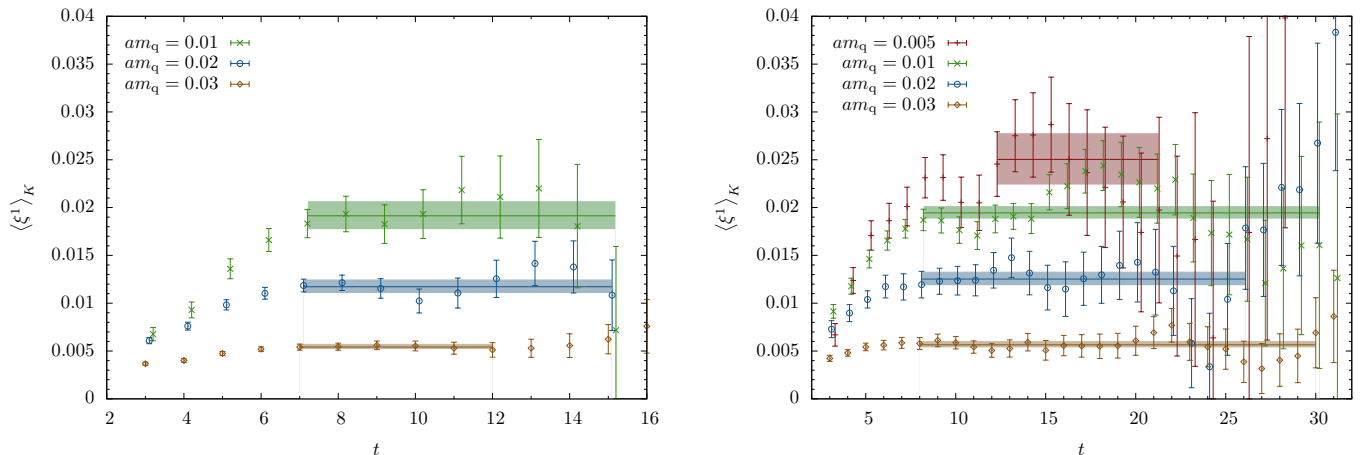 0.04
0.035
0.03
0.025
0.02
0.015
0.01
0.005
0
⟨ξ¹⟩_K
am_q = 0.01
am_q = 0.02
am_q = 0.03
2 4 6 8 10 12 14 16
t
0.04
0.035
0.03
0.025
0.02
0.015
0.01
0.005
0
⟨ξ¹⟩_K
am_q = 0.005
am_q = 0.01
am_q = 0.02
am_q = 0.03
5 10 15 20 25 30
t